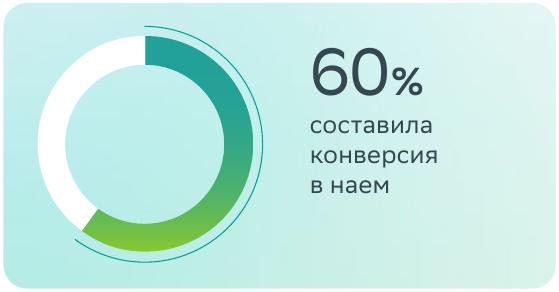 60%
составила
конверсия
в наем